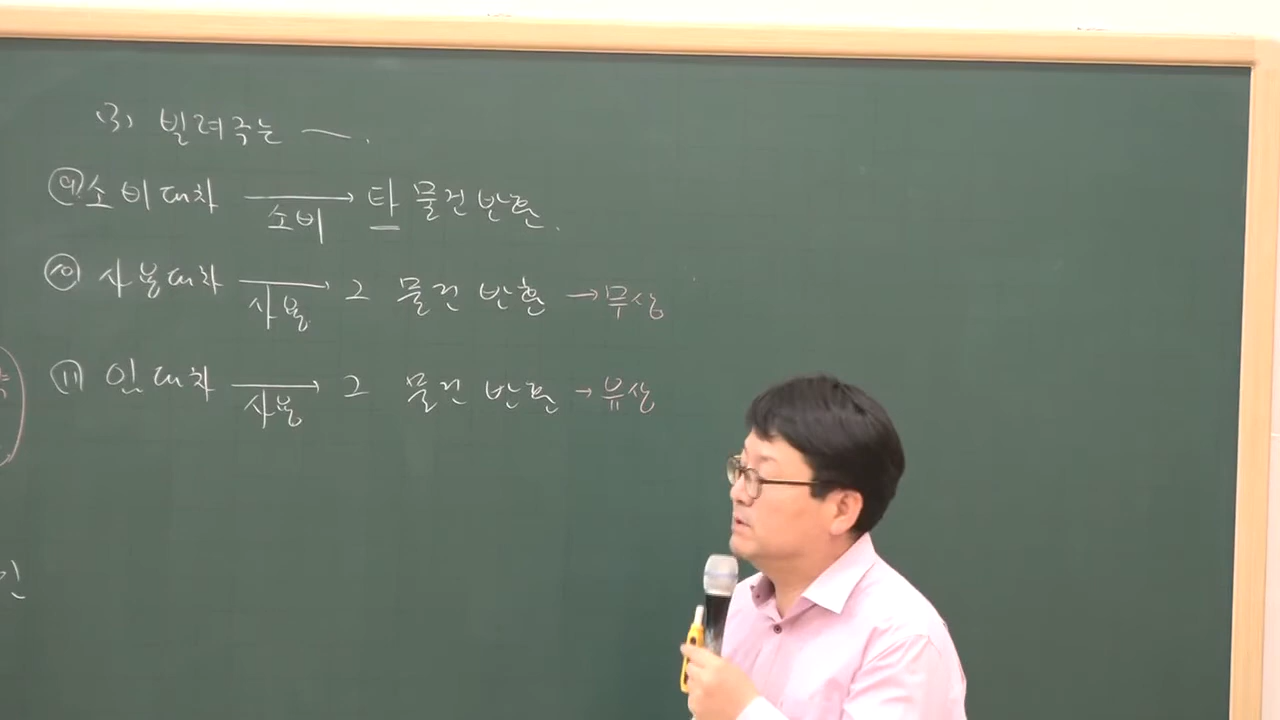 (3) 빌려주는 ~.
⑨ 소비대차 → 타 물건 반환.
소비
⑩ 사용대차 → 그 물건 반환 → 무상
사용
⑪ 임대차 → 그 물건 반환 → 유상
사용
인